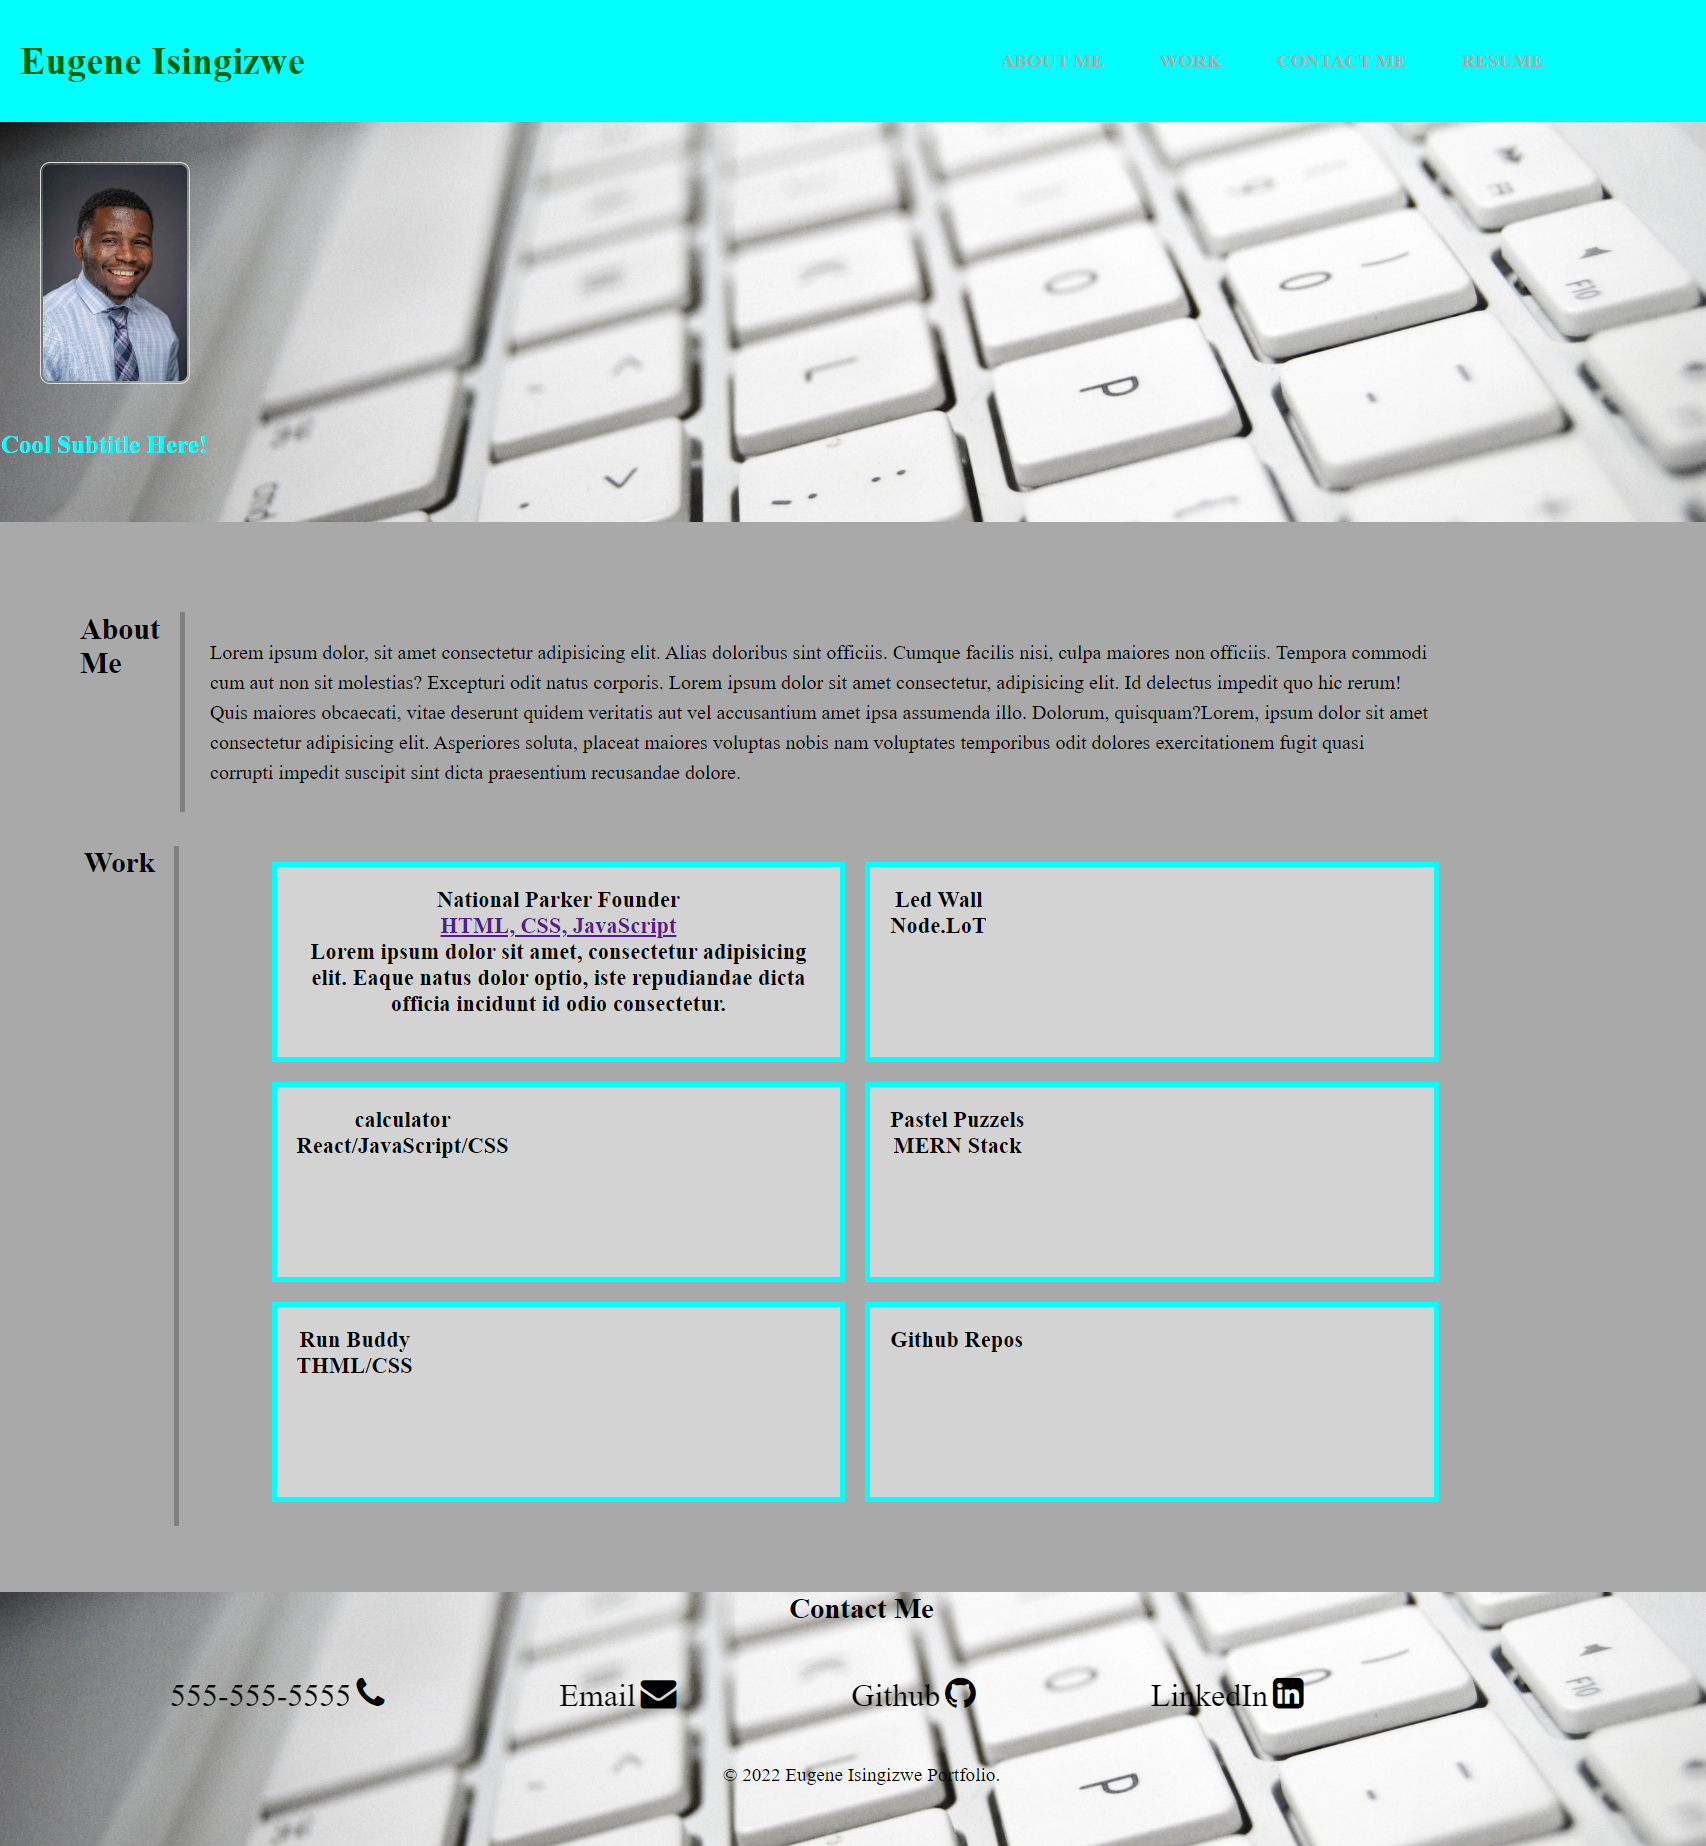 Eugene Isingizwe
ABOUT ME WORK CONTACT ME RESUME
F10
O
O
L
P
Cool Subtitle Here!
About
Me
Lorem ipsum dolor, sit amet consectetur adipisicing elit. Alias doloribus sint officiis. Cumque facilis nisi, culpa maiores non officiis. Tempora commodi
cum aut non sit molestias? Excepturi odit natus corporis. Lorem ipsum dolor sit amet consectetur, adipisicing elit. Id delectus impedit quo hic rerum!
Quis maiores obcaecati, vitae deserunt quidem veritatis aut vel accusantium amet ipsa assumenda illo. Dolorum, quisquam?Lorem, ipsum dolor sit amet
consectetur adipisicing elit. Asperiores soluta, placeat maiores voluptas nobis nam voluptates temporibus odit dolores exercitationem fugit quasi
corrupti impedit suscipit sint dicta praesentium recusandae dolore.
Work
National Parker Founder
HTML, CSS, JavaScript
Lorem ipsum dolor sit amet, consectetur adipisicing
elit. Eaque natus dolor optio, iste repudiandae dicta
officia incidunt id odio consectetur.
Led Wall
Node.LoT
calculator
React/JavaScript/CSS
Pastel Puzzels
MERN Stack
Run Buddy
THML/CSS
Github Repos
Contact Me
F10
555-555-5555
Email
Github
LinkedIn
© 2022 Eugene Isingizwe Portfolio.
P